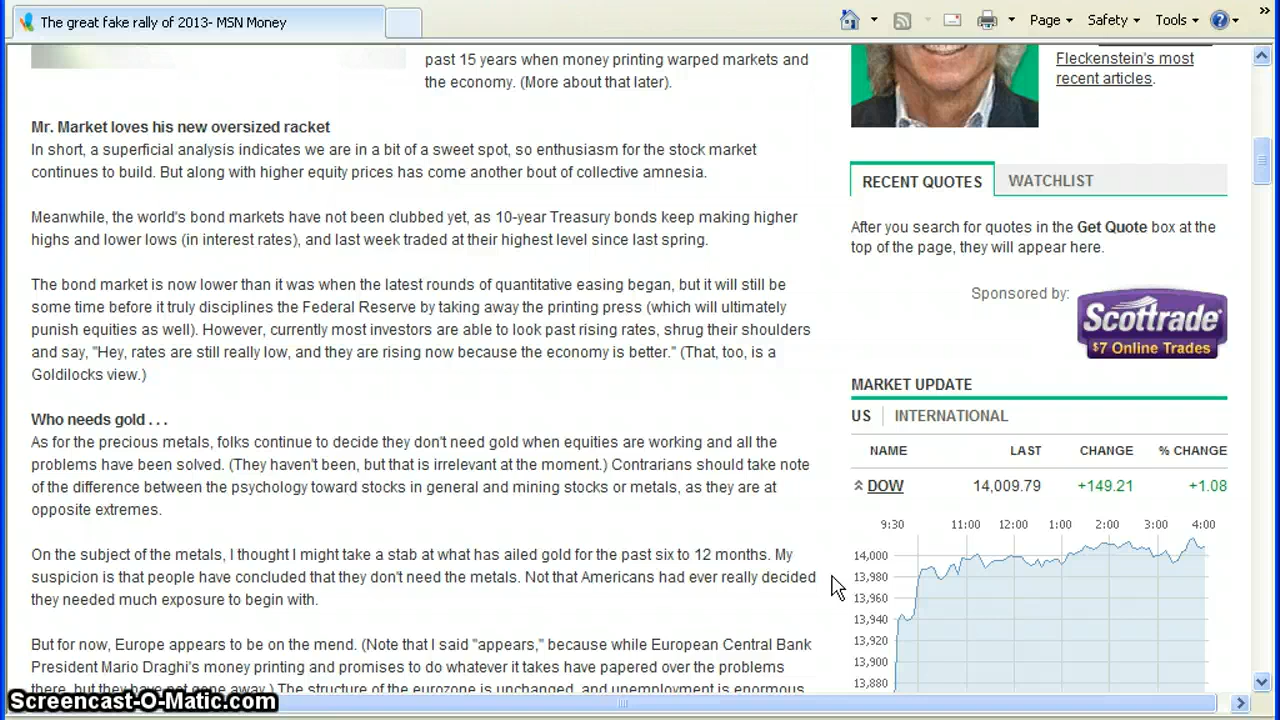 The great fake rally of 2013- MSN Money
Page
Safety
Tools
past 15 years when money printing warped markets and
the economy. (More about that later).
Mr. Market loves his new oversized racket
In short, a superficial analysis indicates we are in a bit of a sweet spot, so enthusiasm for the stock market
continues to build. But along with higher equity prices has come another bout of collective amnesia.
Meanwhile, the world's bond markets have not been clubbed yet, as 10-year Treasury bonds keep making higher
highs and lower lows (in interest rates), and last week traded at their highest level since last spring.
The bond market is now lower than it was when the latest rounds of quantitative easing began, but it will still be
some time before it truly disciplines the Federal Reserve by taking away the printing press (which will ultimately
punish equities as well). However, currently most investors are able to look past rising rates, shrug their shoulders
and say, "Hey, rates are still really low, and they are rising now because the economy is better." (That, too, is a
Goldilocks view.)
Who needs gold . . .
As for the precious metals, folks continue to decide they don't need gold when equities are working and all the
problems have been solved. (They haven't been, but that is irrelevant at the moment.) Contrarians should take note
of the difference between the psychology toward stocks in general and mining stocks or metals, as they are at
opposite extremes.
On the subject of the metals, I thought I might take a stab at what has ailed gold for the past six to 12 months. My
suspicion is that people have concluded that they don't need the metals. Not that Americans had ever really decided
they needed much exposure to begin with.
But for now, Europe appears to be on the mend. (Note that I said "appears," because while European Central Bank
President Mario Draghi's money printing and promises to do whatever it takes have papered over the problems
there, but they have not gone away.) The structure of the eurozone is unchanged, and unemployment is enormous
Fleckenstein's most
recent articles.
RECENT QUOTES
WATCHLIST
After you search for quotes in the Get Quote box at the
top of the page, they will appear here.
Sponsored by:
Scottrade
$7 Online Trades
MARKET UPDATE
US INTERNATIONAL
NAME LAST CHANGE % CHANGE
DOW 14,009.79 +149.21 +1.08
9:30 11:00 12:00 1:00 2:00 3:00 4:00
14,000
13,980
13,960
13,940
13,920
13,900
13,880
Screencast-O-Matic.com